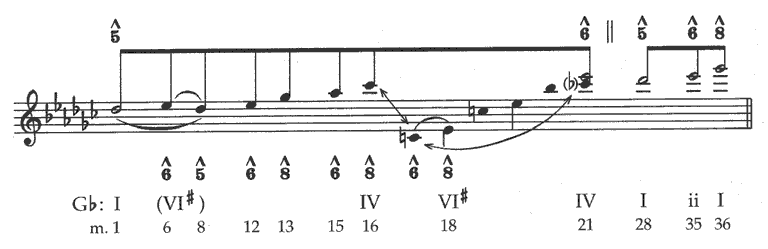 ^5 ^6 ‖ ^5 ^6 ^8
(♭)
^6 ^5 ^6 ^8 ^6 ^8 ^6 ^8
G♭: I (VI♯) IV VI♯ IV I ii I
m. 1 6 8 12 13 15 16 18 21 28 35 36